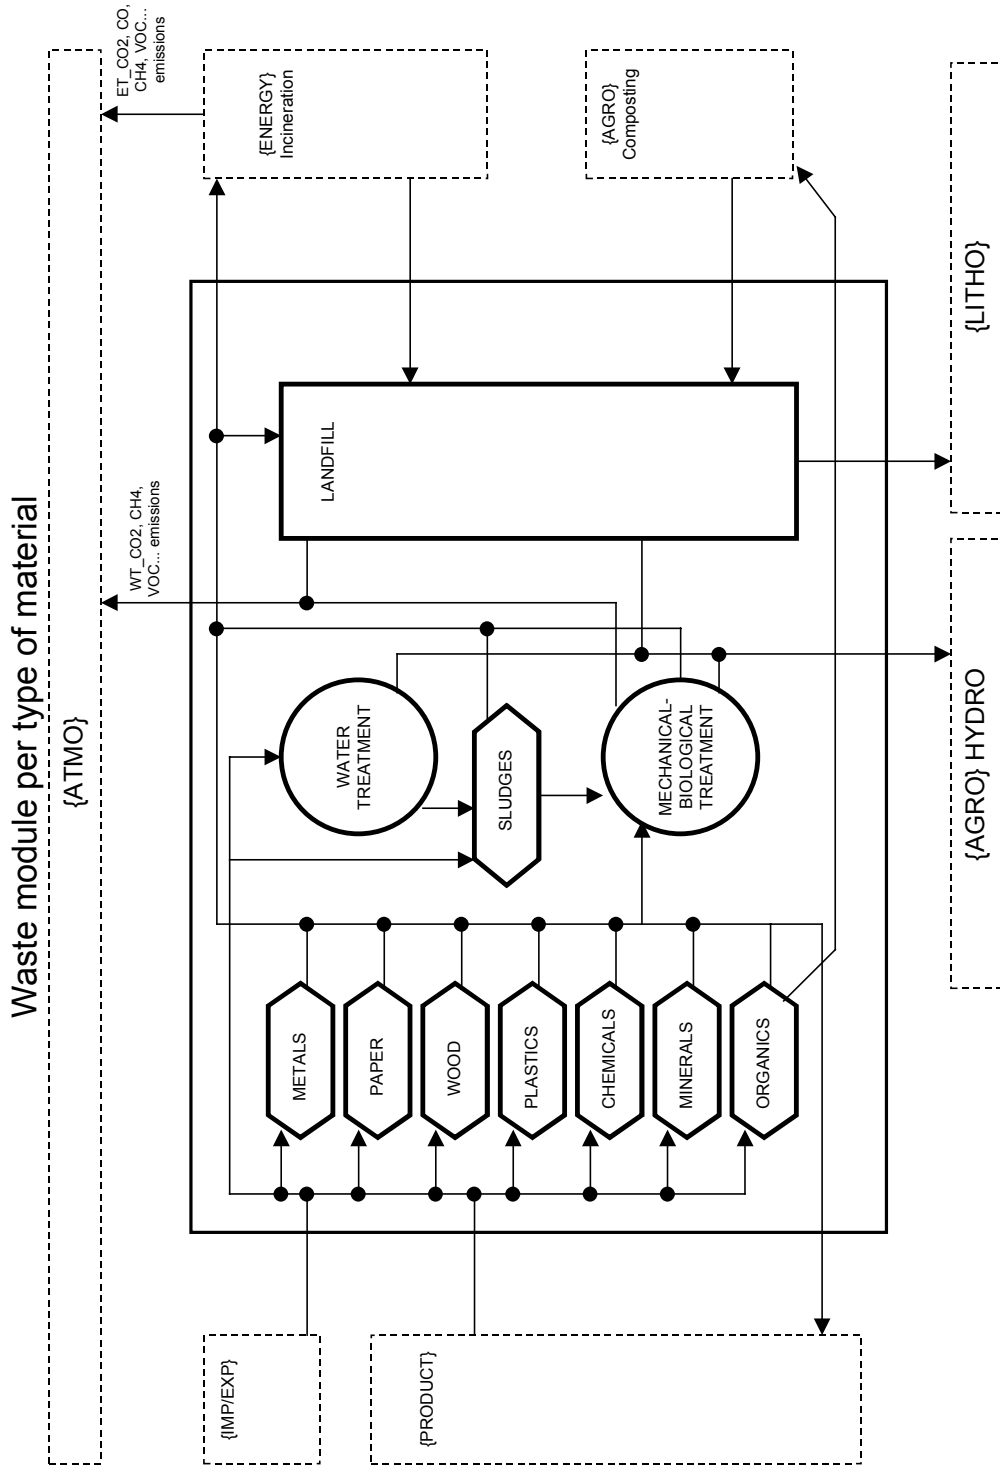 Waste module per type of material
{ATMO}
WT_CO2, CH4,
VOC... emissions
ET_CO2, CO,
CH4, VOC...
emissions
{IMP/EXP}
{PRODUCT}
METALS
PAPER
WOOD
PLASTICS
CHEMICALS
MINERALS
ORGANICS
WATER
TREATMENT
SLUDGES
MECHANICAL-
BIOLOGICAL
TREATMENT
LANDFILL
{ENERGY}
Incineration
{AGRO}
Composting
{AGRO} HYDRO
{LITHO}